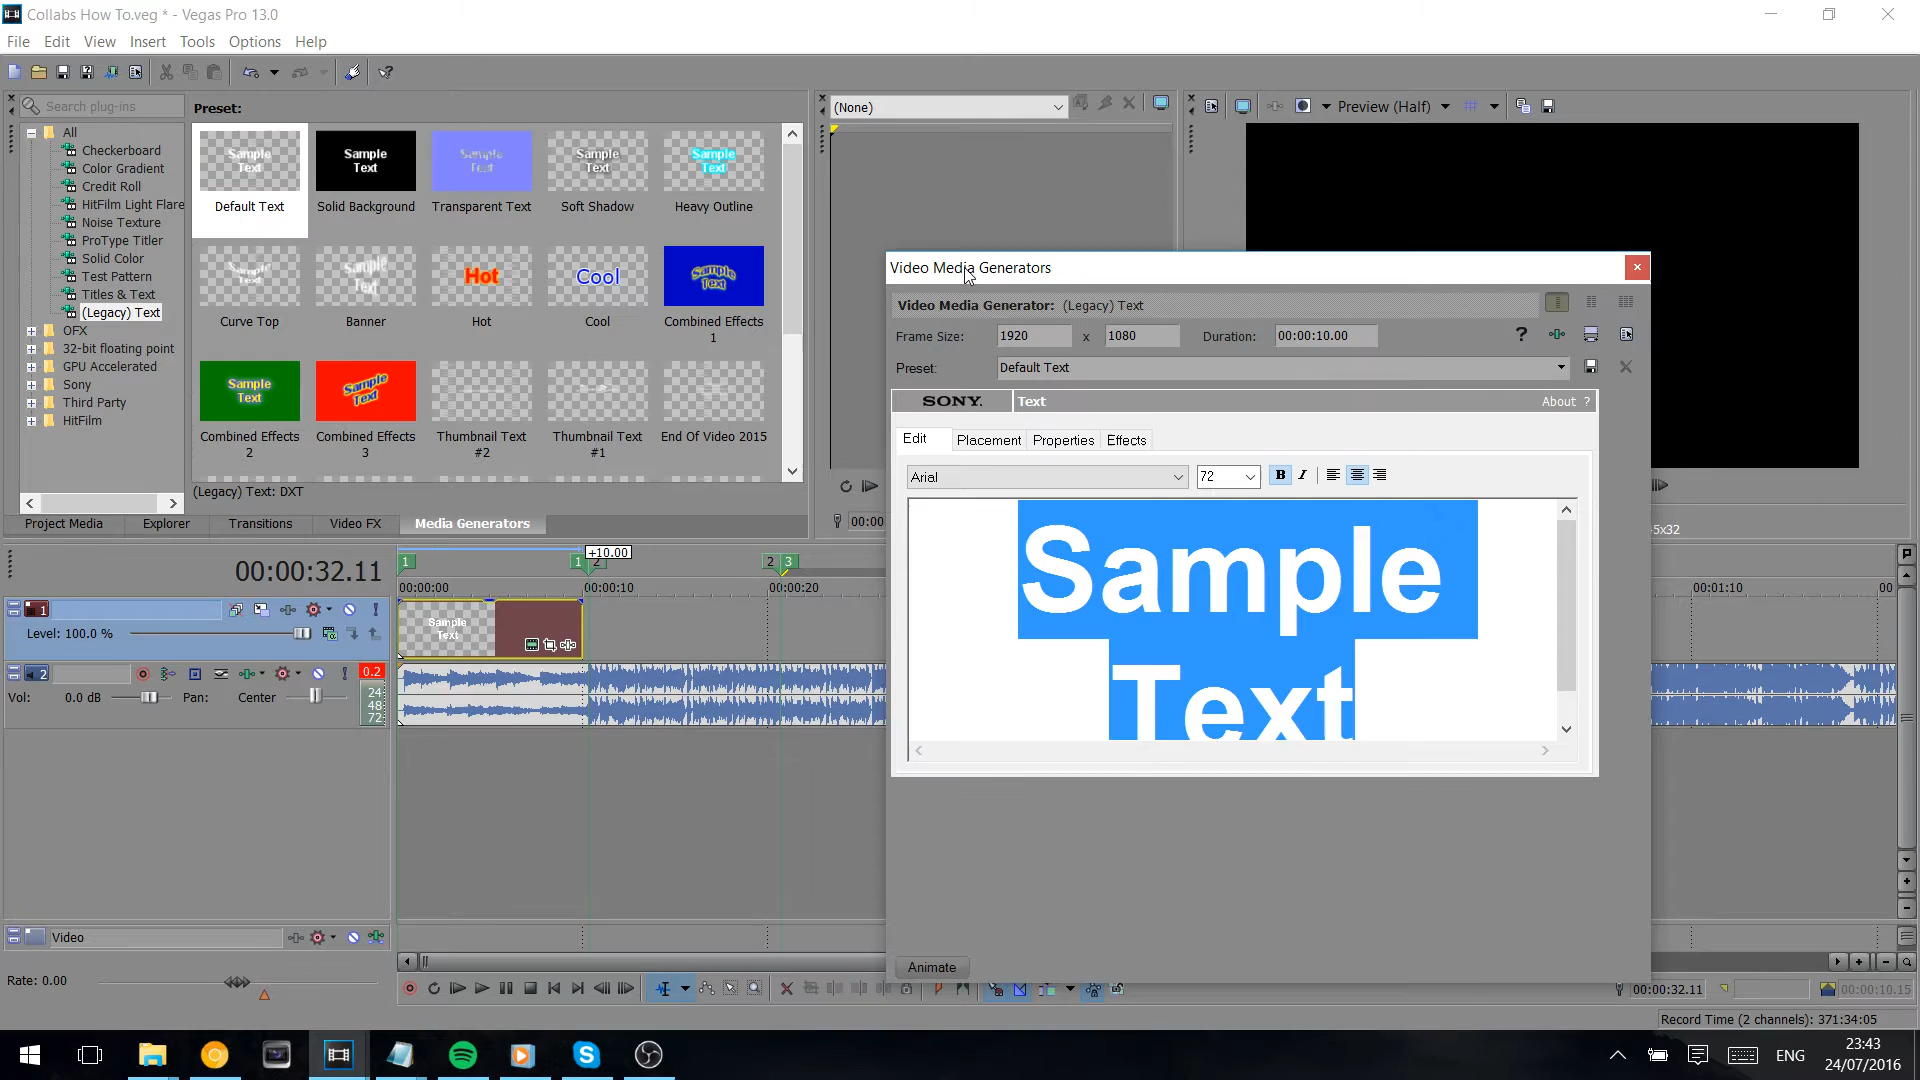 Collabs How To.veg * - Vegas Pro 13.0
File Edit View Insert Tools Options Help
Search plug-ins
Preset:
(None)
Preview (Half)
All
Checkerboard
Color Gradient
Credit Roll
HitFilm Light Flare
Noise Texture
ProType Titler
Solid Color
Test Pattern
Titles & Text
(Legacy) Text
OFX
32-bit floating point
GPU Accelerated
Sony
Third Party
HitFilm
Sample
Text
Default Text
Sample
Text
Solid Background
Sample
Text
Transparent Text
Sample
Text
Soft Shadow
Sample
Text
Heavy Outline
Sample
Text
Curve Top
Sample
Text
Banner
Hot
Hot
Cool
Cool
Sample
Text
Combined Effects
1
Sample
Text
Combined Effects
2
Sample
Text
Combined Effects
3
Thumbnail Text
#2
Thumbnail Text
#1
End Of Video 2015
(Legacy) Text: DXT
Project Media Explorer Transitions Video FX Media Generators
Video Media Generators
Video Media Generator: (Legacy) Text
Frame Size: 1920 x 1080 Duration: 00:00:10.00
Preset: Default Text
SONY. Text About ?
Edit Placement Properties Effects
Arial 72 B I
Sample
Text
Animate
00:00
5x32
00:00:32.11
+10.00
1 1 2 2 3
00:00:00 00:00:10 00:00:20 00:01:10 00
1
Level: 100.0 %
Sample
Text
2
0.2
Vol: 0.0 dB Pan: Center
24
48
72
Video
Rate: 0.00
00:00:32.11 00:00:10.15
Record Time (2 channels): 371:34:05
ENG
23:43
24/07/2016